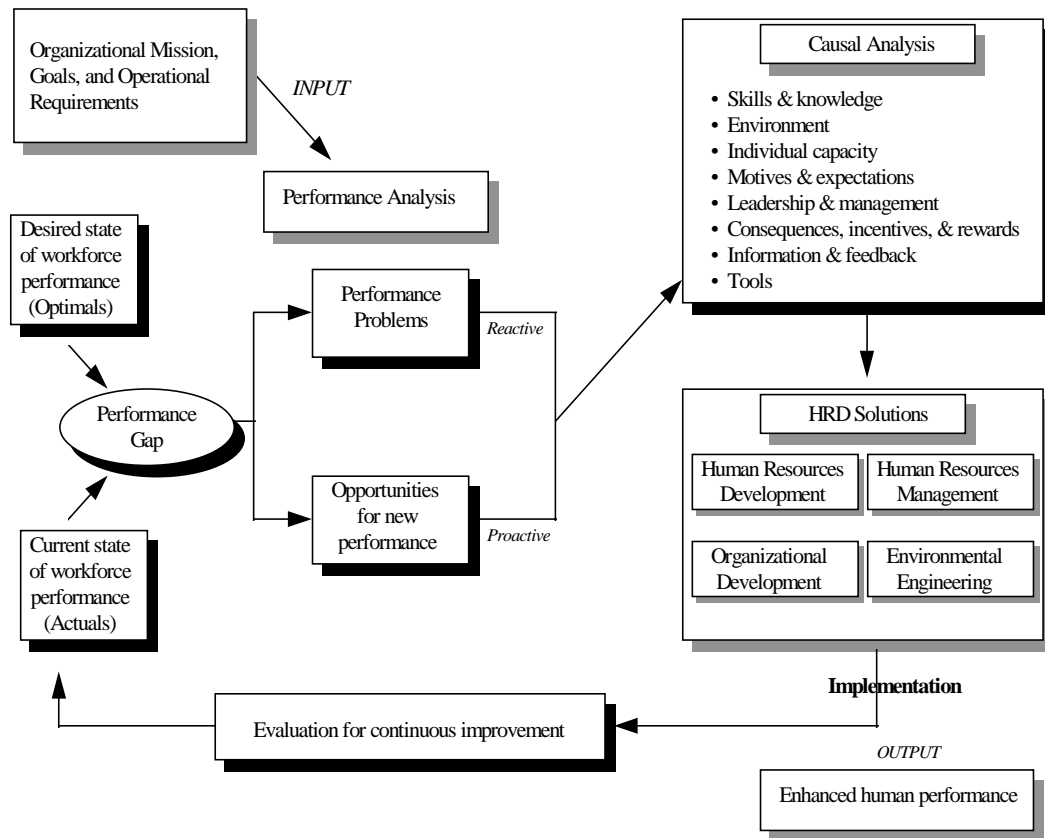 Organizational Mission,
Goals, and Operational
Requirements
INPUT
Performance Analysis
Desired state
of workforce
performance
(Optimals)
Performance
Gap
Current state
of workforce
performance
(Actuals)
Performance
Problems
Reactive
Opportunities
for new
performance
Proactive
Causal Analysis
• Skills & knowledge
• Environment
• Individual capacity
• Motives & expectations
• Leadership & management
• Consequences, incentives, & rewards
• Information & feedback
• Tools
HRD Solutions
Human Resources
Development
Human Resources
Management
Organizational
Development
Environmental
Engineering
Implementation
Evaluation for continuous improvement
OUTPUT
Enhanced human performance